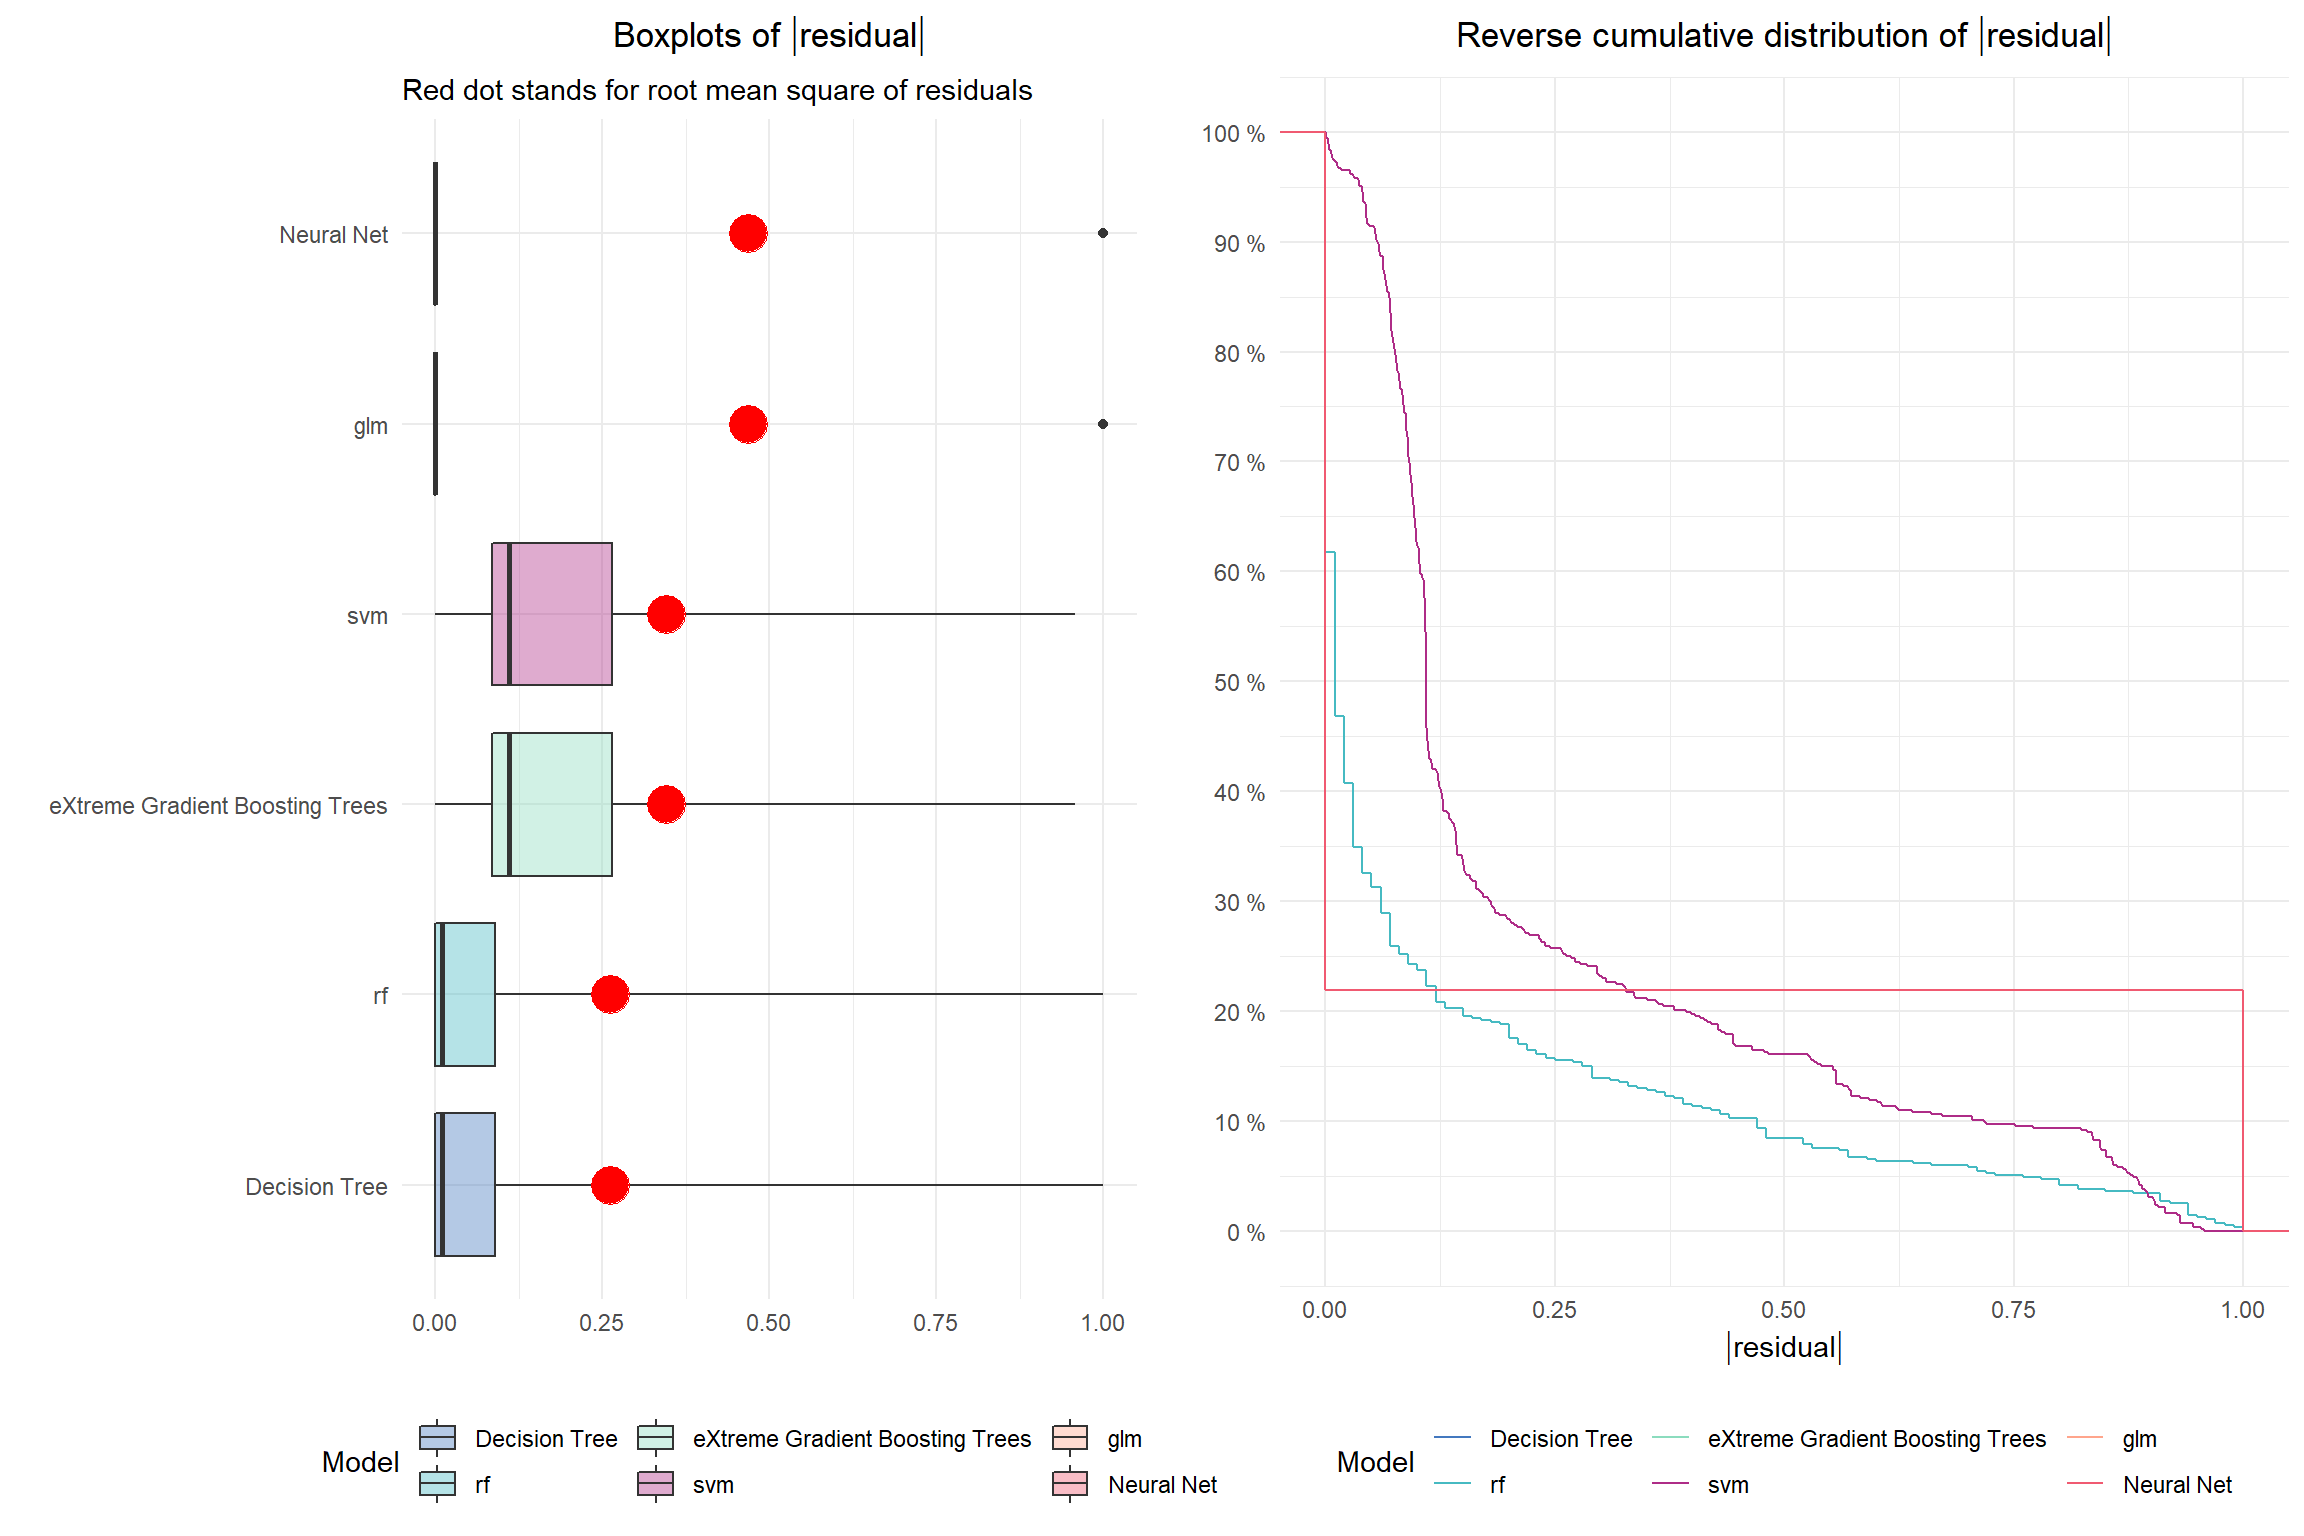 Boxplots of |residual|
Red dot stands for root mean square of residuals
Neural Net
glm
svm
eXtreme Gradient Boosting Trees
rf
Decision Tree
0.00 0.25 0.50 0.75 1.00
Model
Decision Tree eXtreme Gradient Boosting Trees glm
rf svm Neural Net
Reverse cumulative distribution of |residual|
100 %
90 %
80 %
70 %
60 %
50 %
40 %
30 %
20 %
10 %
0 %
0.00 0.25 0.50 0.75 1.00
|residual|
Model
Decision Tree eXtreme Gradient Boosting Trees glm
rf svm Neural Net